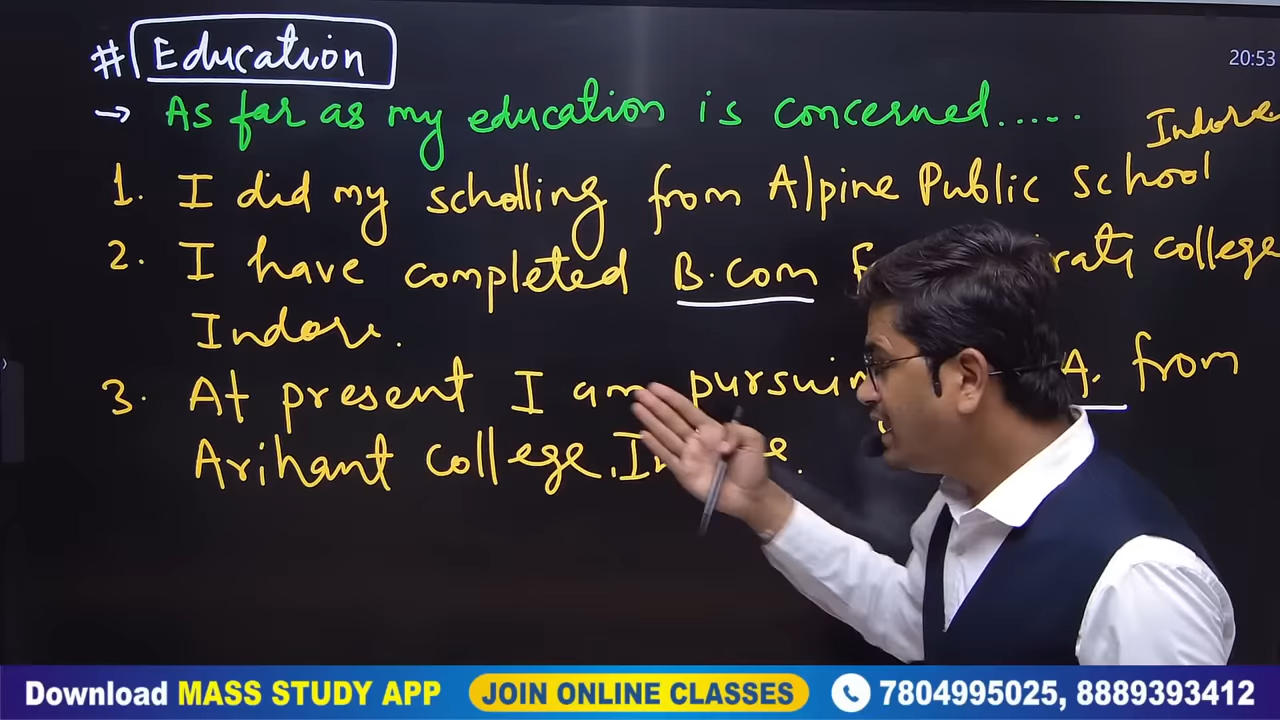 # Education
20:53
→ As far as my education is concerned.....
Indore.
1. I did my scholling from Alpine Public School
2. I have completed B.Com college
Indore.
3. At present I am A. from
Arihant college,
Download MASS STUDY APP JOIN ONLINE CLASSES 7804995025, 8889393412